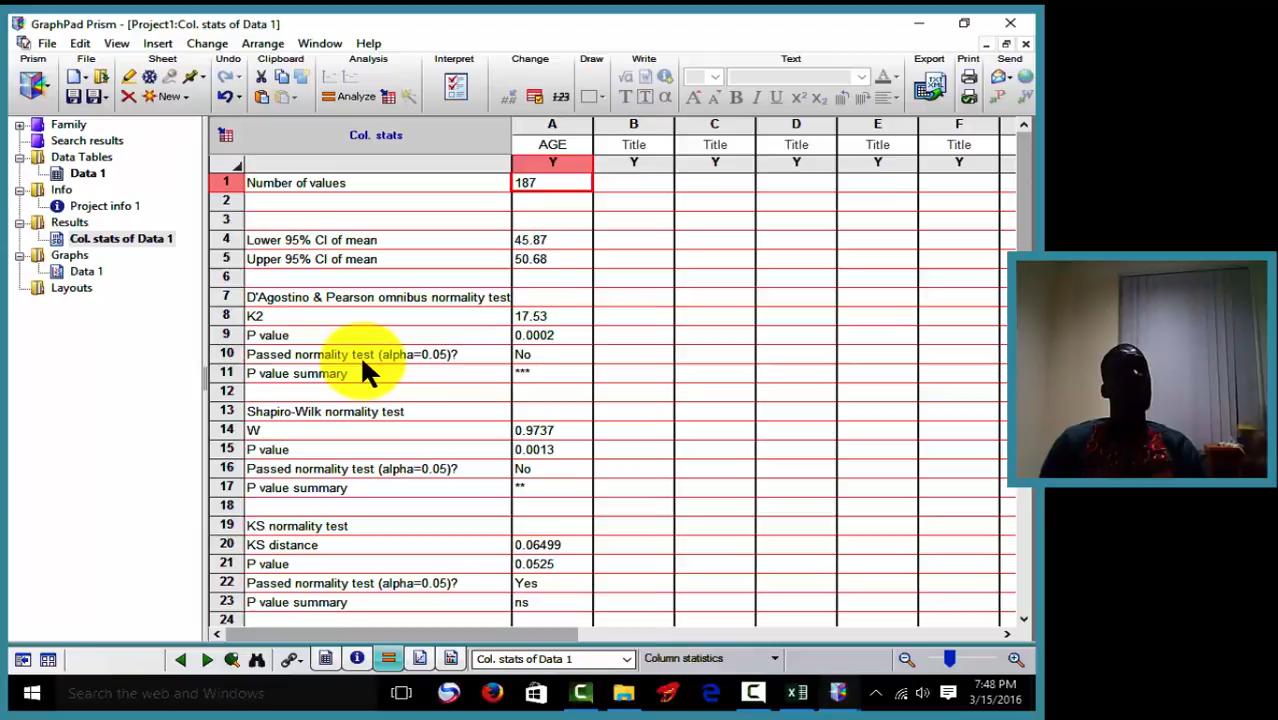 GraphPad Prism - [Project1:Col. stats of Data 1]
File Edit View Insert Change Arrange Window Help
Prism File Sheet Undo Clipboard Analysis Interpret Change Draw Write Text Export Print Send
New
Analyze
Family
Search results
Data Tables
Data 1
Info
Project info 1
Results
Col. stats of Data 1
Graphs
Data 1
Layouts
Col. stats A B C D E F
AGE Title Title Title Title Title
Y Y Y Y Y Y
1 Number of values 187
2
3
4 Lower 95% CI of mean 45.87
5 Upper 95% CI of mean 50.68
6
7 D'Agostino & Pearson omnibus normality test
8 K2 17.53
9 P value 0.0002
10 Passed normality test (alpha=0.05)? No
11 P value summary ***
12
13 Shapiro-Wilk normality test
14 W 0.9737
15 P value 0.0013
16 Passed normality test (alpha=0.05)? No
17 P value summary **
18
19 KS normality test
20 KS distance 0.06499
21 P value 0.0525
22 Passed normality test (alpha=0.05)? Yes
23 P value summary ns
24
Col. stats of Data 1 Column statistics
Search the web and Windows
7:48 PM
3/15/2016